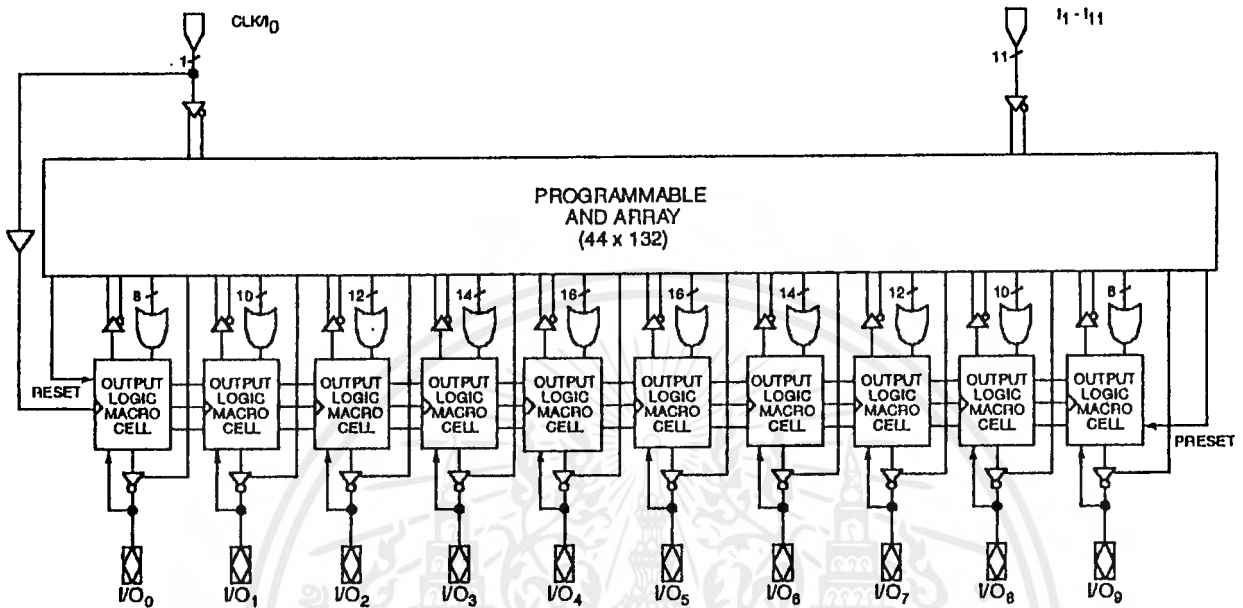 CLK/I0
I1 - I11
1
11
PROGRAMMABLE
AND ARRAY
(44 x 132)
8
10
12
14
16
16
14
12
10
8
RESET
OUTPUT
LOGIC
MACRO
CELL
OUTPUT
LOGIC
MACRO
CELL
OUTPUT
LOGIC
MACRO
CELL
OUTPUT
LOGIC
MACRO
CELL
OUTPUT
LOGIC
MACRO
CELL
OUTPUT
LOGIC
MACRO
CELL
OUTPUT
LOGIC
MACRO
CELL
OUTPUT
LOGIC
MACRO
CELL
OUTPUT
LOGIC
MACRO
CELL
OUTPUT
LOGIC
MACRO
CELL
PRESET
I/O0
I/O1
I/O2
I/O3
I/O4
I/O5
I/O6
I/O7
I/O8
I/O9